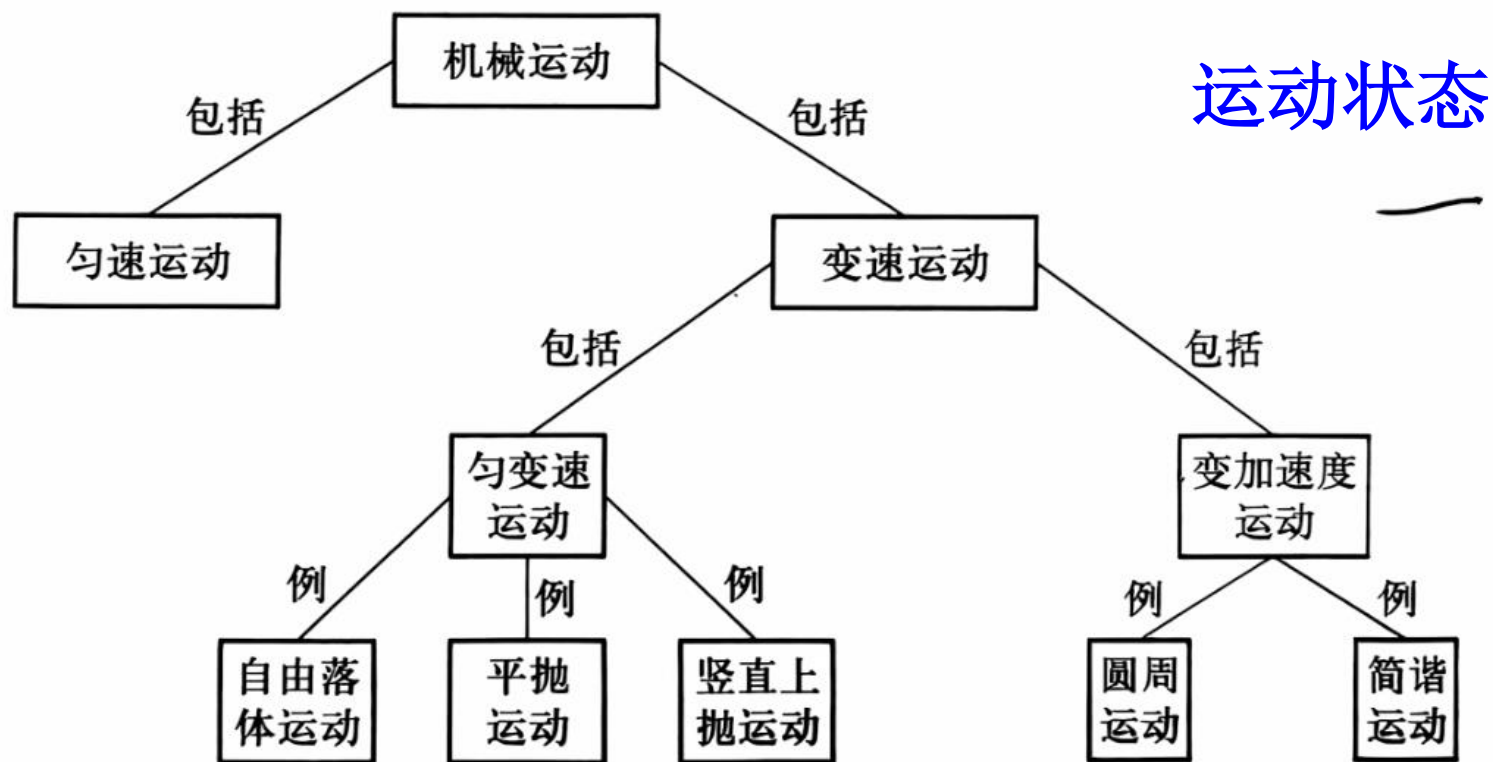 机械运动
运动状态
包括
包括
匀速运动
变速运动
包括
包括
匀变速
运动
变加速度
运动
例
例
例
例
例
自由落
体运动
平抛
运动
竖直上
抛运动
圆周
运动
简谐
运动